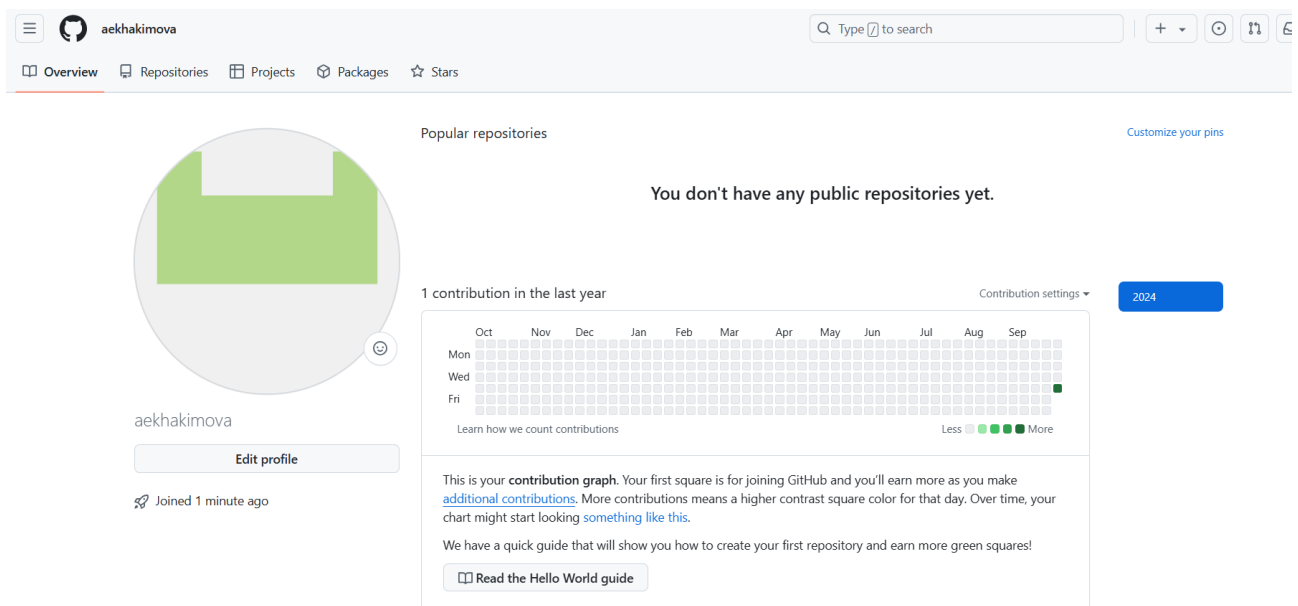 aekhakimova
Type / to search
Overview Repositories Projects Packages Stars
Popular repositories
Customize your pins
You don't have any public repositories yet.
1 contribution in the last year
Contribution settings
2024
Oct Nov Dec Jan Feb Mar Apr May Jun Jul Aug Sep
Mon
Wed
Fri
Learn how we count contributions
Less More
aekhakimova
Edit profile
Joined 1 minute ago
This is your contribution graph. Your first square is for joining GitHub and you'll earn more as you make
additional contributions. More contributions means a higher contrast square color for that day. Over time, your
chart might start looking something like this.
We have a quick guide that will show you how to create your first repository and earn more green squares!
Read the Hello World guide